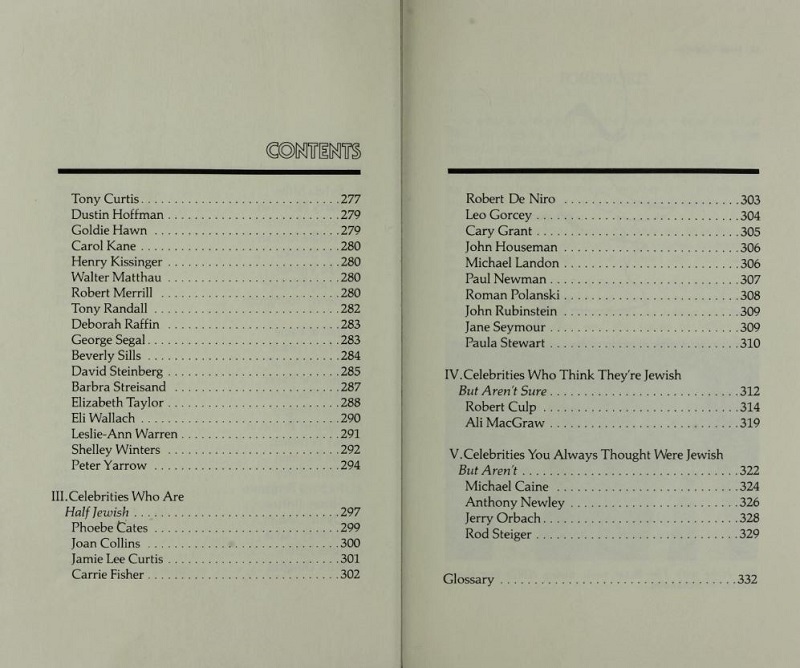 CONTENTS
Tony Curtis . . . . . . . . . . . . . . . . . . . . . . . . . . . . . 277
Dustin Hoffman . . . . . . . . . . . . . . . . . . . . . . . . . . 279
Goldie Hawn . . . . . . . . . . . . . . . . . . . . . . . . . . . . 279
Carol Kane . . . . . . . . . . . . . . . . . . . . . . . . . . . . . 280
Henry Kissinger . . . . . . . . . . . . . . . . . . . . . . . . . . 280
Walter Matthau . . . . . . . . . . . . . . . . . . . . . . . . . . 280
Robert Merrill . . . . . . . . . . . . . . . . . . . . . . . . . . . 280
Tony Randall . . . . . . . . . . . . . . . . . . . . . . . . . . . 282
Deborah Raffin . . . . . . . . . . . . . . . . . . . . . . . . . . 283
George Segal . . . . . . . . . . . . . . . . . . . . . . . . . . . . 283
Beverly Sills . . . . . . . . . . . . . . . . . . . . . . . . . . . . 284
David Steinberg . . . . . . . . . . . . . . . . . . . . . . . . . . 285
Barbra Streisand . . . . . . . . . . . . . . . . . . . . . . . . . 287
Elizabeth Taylor . . . . . . . . . . . . . . . . . . . . . . . . . . 288
Eli Wallach . . . . . . . . . . . . . . . . . . . . . . . . . . . . . 290
Leslie-Ann Warren . . . . . . . . . . . . . . . . . . . . . . . . 291
Shelley Winters . . . . . . . . . . . . . . . . . . . . . . . . . . 292
Peter Yarrow . . . . . . . . . . . . . . . . . . . . . . . . . . . . 294
III. Celebrities Who Are
Half Jewish . . . . . . . . . . . . . . . . . . . . . . . . . . . . . 297
Phoebe Cates . . . . . . . . . . . . . . . . . . . . . . . . . . . 299
Joan Collins . . . . . . . . . . . . . . . . . . . . . . . . . . . . 300
Jamie Lee Curtis . . . . . . . . . . . . . . . . . . . . . . . . . . 301
Carrie Fisher . . . . . . . . . . . . . . . . . . . . . . . . . . . . 302
Robert De Niro . . . . . . . . . . . . . . . . . . . . . . . . . . 303
Leo Gorcey . . . . . . . . . . . . . . . . . . . . . . . . . . . . . 304
Cary Grant . . . . . . . . . . . . . . . . . . . . . . . . . . . . . 305
John Houseman . . . . . . . . . . . . . . . . . . . . . . . . . . 306
Michael Landon . . . . . . . . . . . . . . . . . . . . . . . . . . 306
Paul Newman . . . . . . . . . . . . . . . . . . . . . . . . . . . . 307
Roman Polanski . . . . . . . . . . . . . . . . . . . . . . . . . . 308
John Rubinstein . . . . . . . . . . . . . . . . . . . . . . . . . . 309
Jane Seymour . . . . . . . . . . . . . . . . . . . . . . . . . . . . 309
Paula Stewart . . . . . . . . . . . . . . . . . . . . . . . . . . . . 310
IV. Celebrities Who Think They're Jewish
But Aren't Sure . . . . . . . . . . . . . . . . . . . . . . . . . . . 312
Robert Culp . . . . . . . . . . . . . . . . . . . . . . . . . . . . . 314
Ali MacGraw . . . . . . . . . . . . . . . . . . . . . . . . . . . . 319
V. Celebrities You Always Thought Were Jewish
But Aren't . . . . . . . . . . . . . . . . . . . . . . . . . . . . . . 322
Michael Caine . . . . . . . . . . . . . . . . . . . . . . . . . . . 324
Anthony Newley . . . . . . . . . . . . . . . . . . . . . . . . . . 326
Jerry Orbach . . . . . . . . . . . . . . . . . . . . . . . . . . . . 328
Rod Steiger . . . . . . . . . . . . . . . . . . . . . . . . . . . . . 329
Glossary . . . . . . . . . . . . . . . . . . . . . . . . . . . . . . . . 332